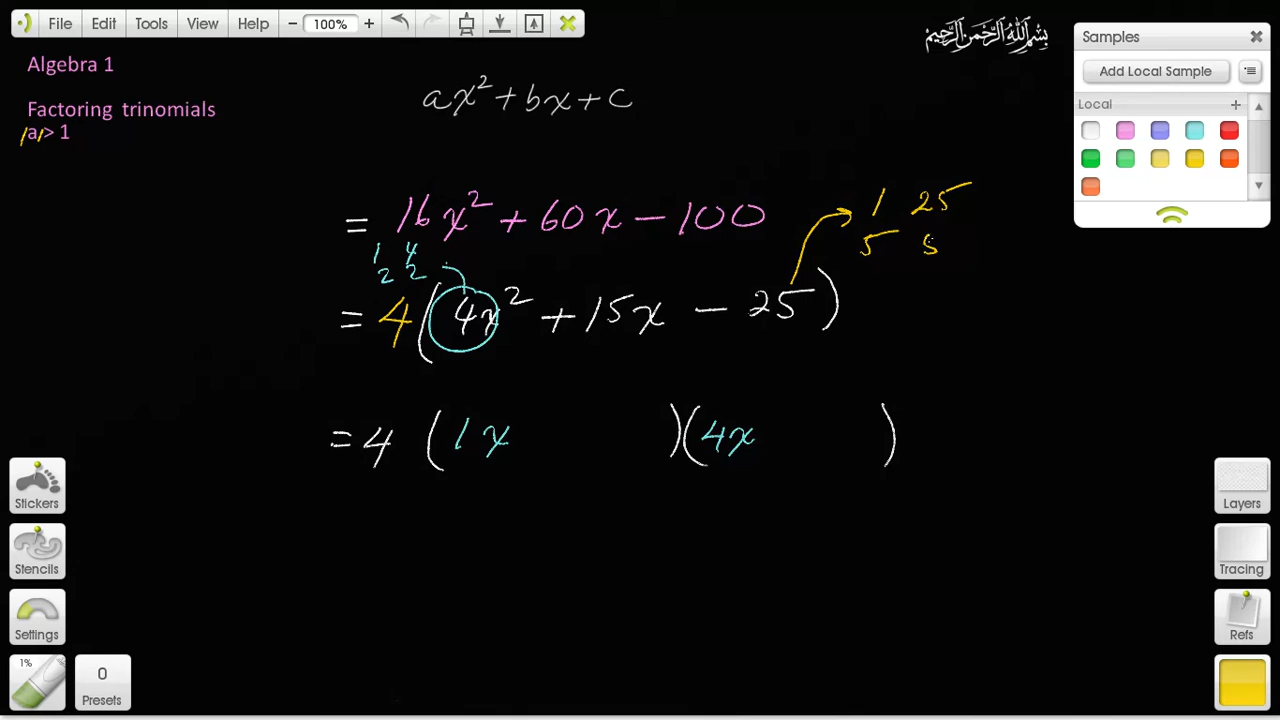 File Edit Tools View Help − 100% +
بسم الله الرحمن الرحيم
Samples
Add Local Sample
Local +
Algebra 1
Factoring trinomials
|a| > 1
ax² + bx + c
= 16x² + 60x − 100
1 25
5 5
1 4
2 2
= 4(4x² + 15x − 25)
= 4 (1x )(4x )
Stickers
Stencils
Settings
1%
0
Presets
Layers
Tracing
Refs